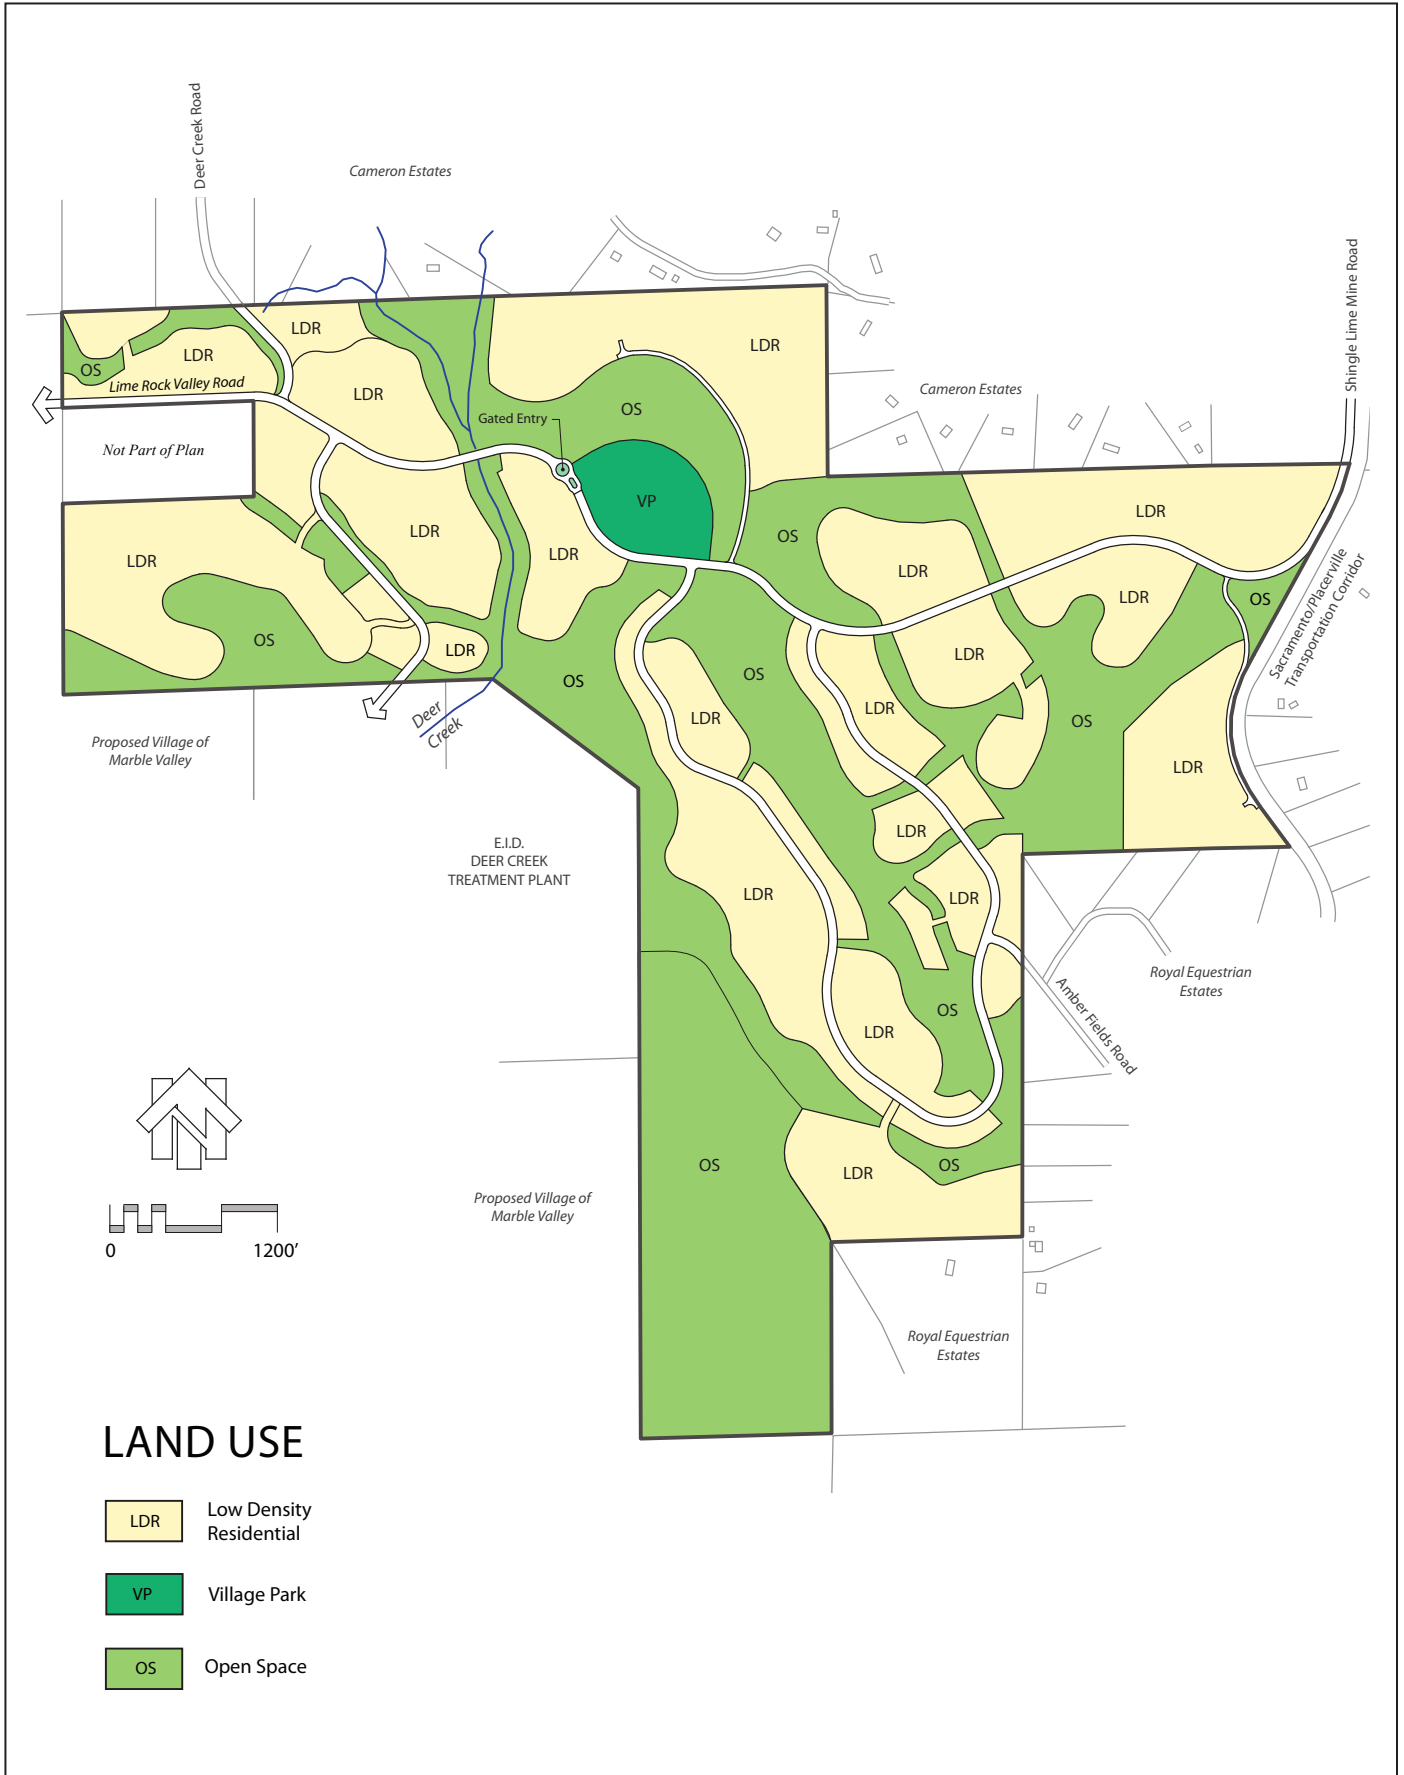 Deer Creek Road
Cameron Estates
Shingle Lime Mine Road
LDR
LDR
LDR
OS
Lime Rock Valley Road
LDR
Cameron Estates
OS
Gated Entry
Not Part of Plan
VP
LDR
LDR
OS
LDR
LDR
LDR
LDR
LDR
OS
Sacramento/Placerville
Transportation Corridor
OS
LDR
LDR
OS
OS
LDR
LDR
OS
Deer
Creek
Proposed Village of
Marble Valley
LDR
LDR
E.I.D.
DEER CREEK
TREATMENT PLANT
LDR
LDR
Royal Equestrian
Estates
OS
Amber Fields Road
LDR
OS
LDR
OS
Proposed Village of
Marble Valley
0
1200’
Royal Equestrian
Estates
LAND USE
LDR
Low Density
Residential
VP
Village Park
OS
Open Space